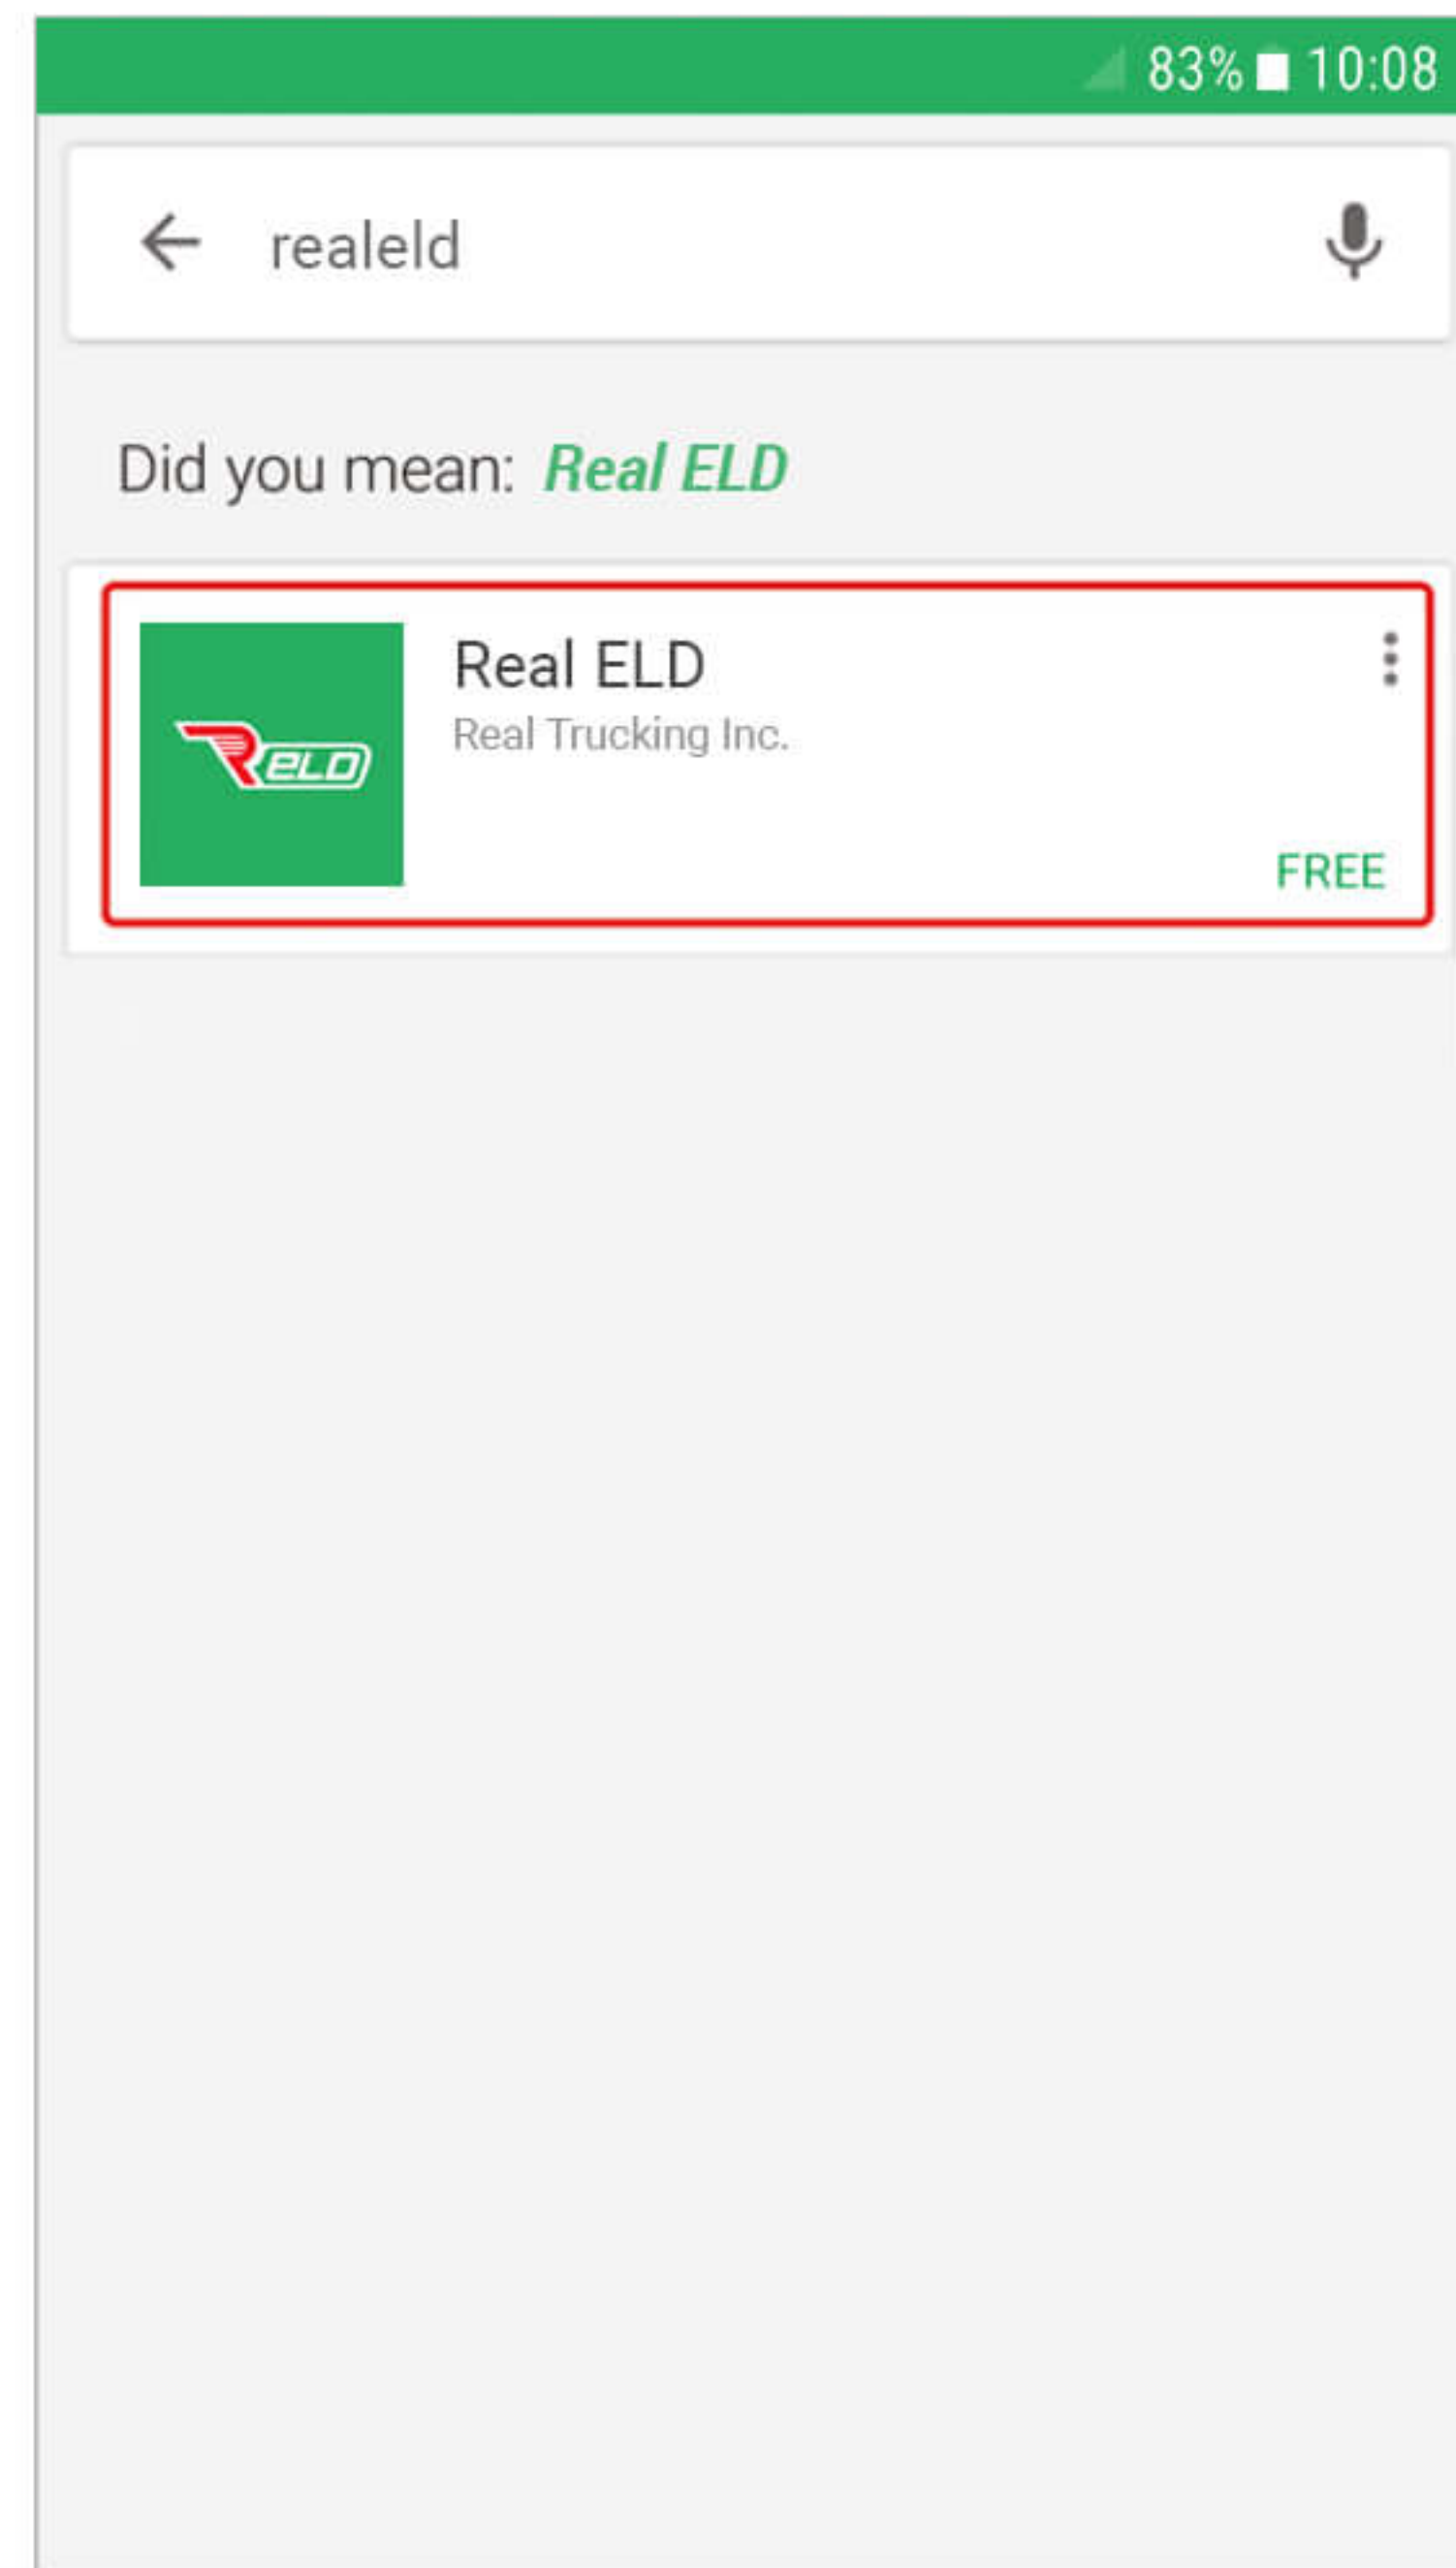 83% 10:08
realeld
Did you mean: Real ELD
Real ELD
Real Trucking Inc.
RELD
FREE